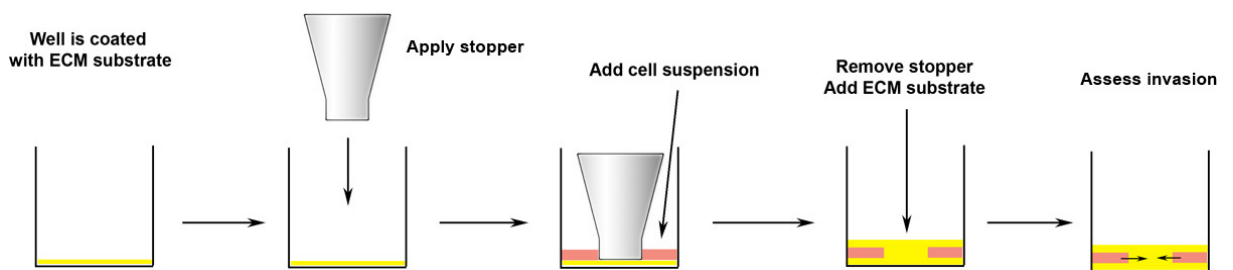 Well is coated
with ECM substrate
Apply stopper
Add cell suspension
Remove stopper
Add ECM substrate
Assess invasion